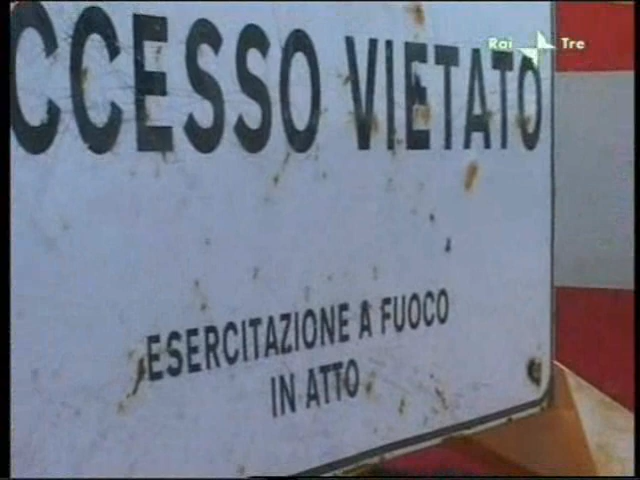 CCESSO VIETATO
Rai Tre
ESERCITAZIONE A FUOCO
IN ATTO